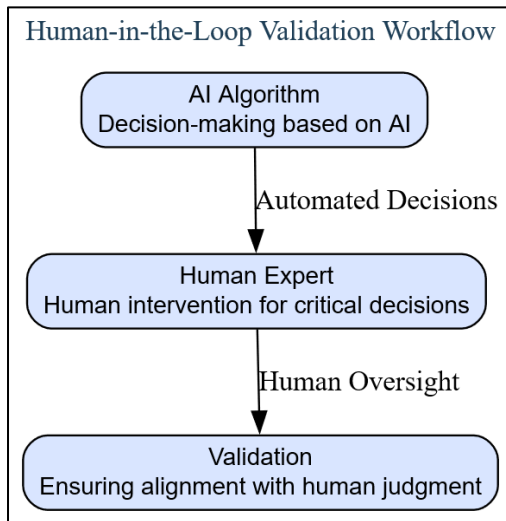 Human-in-the-Loop Validation Workflow
AI Algorithm
Decision-making based on AI
Automated Decisions
Human Expert
Human intervention for critical decisions
Human Oversight
Validation
Ensuring alignment with human judgment